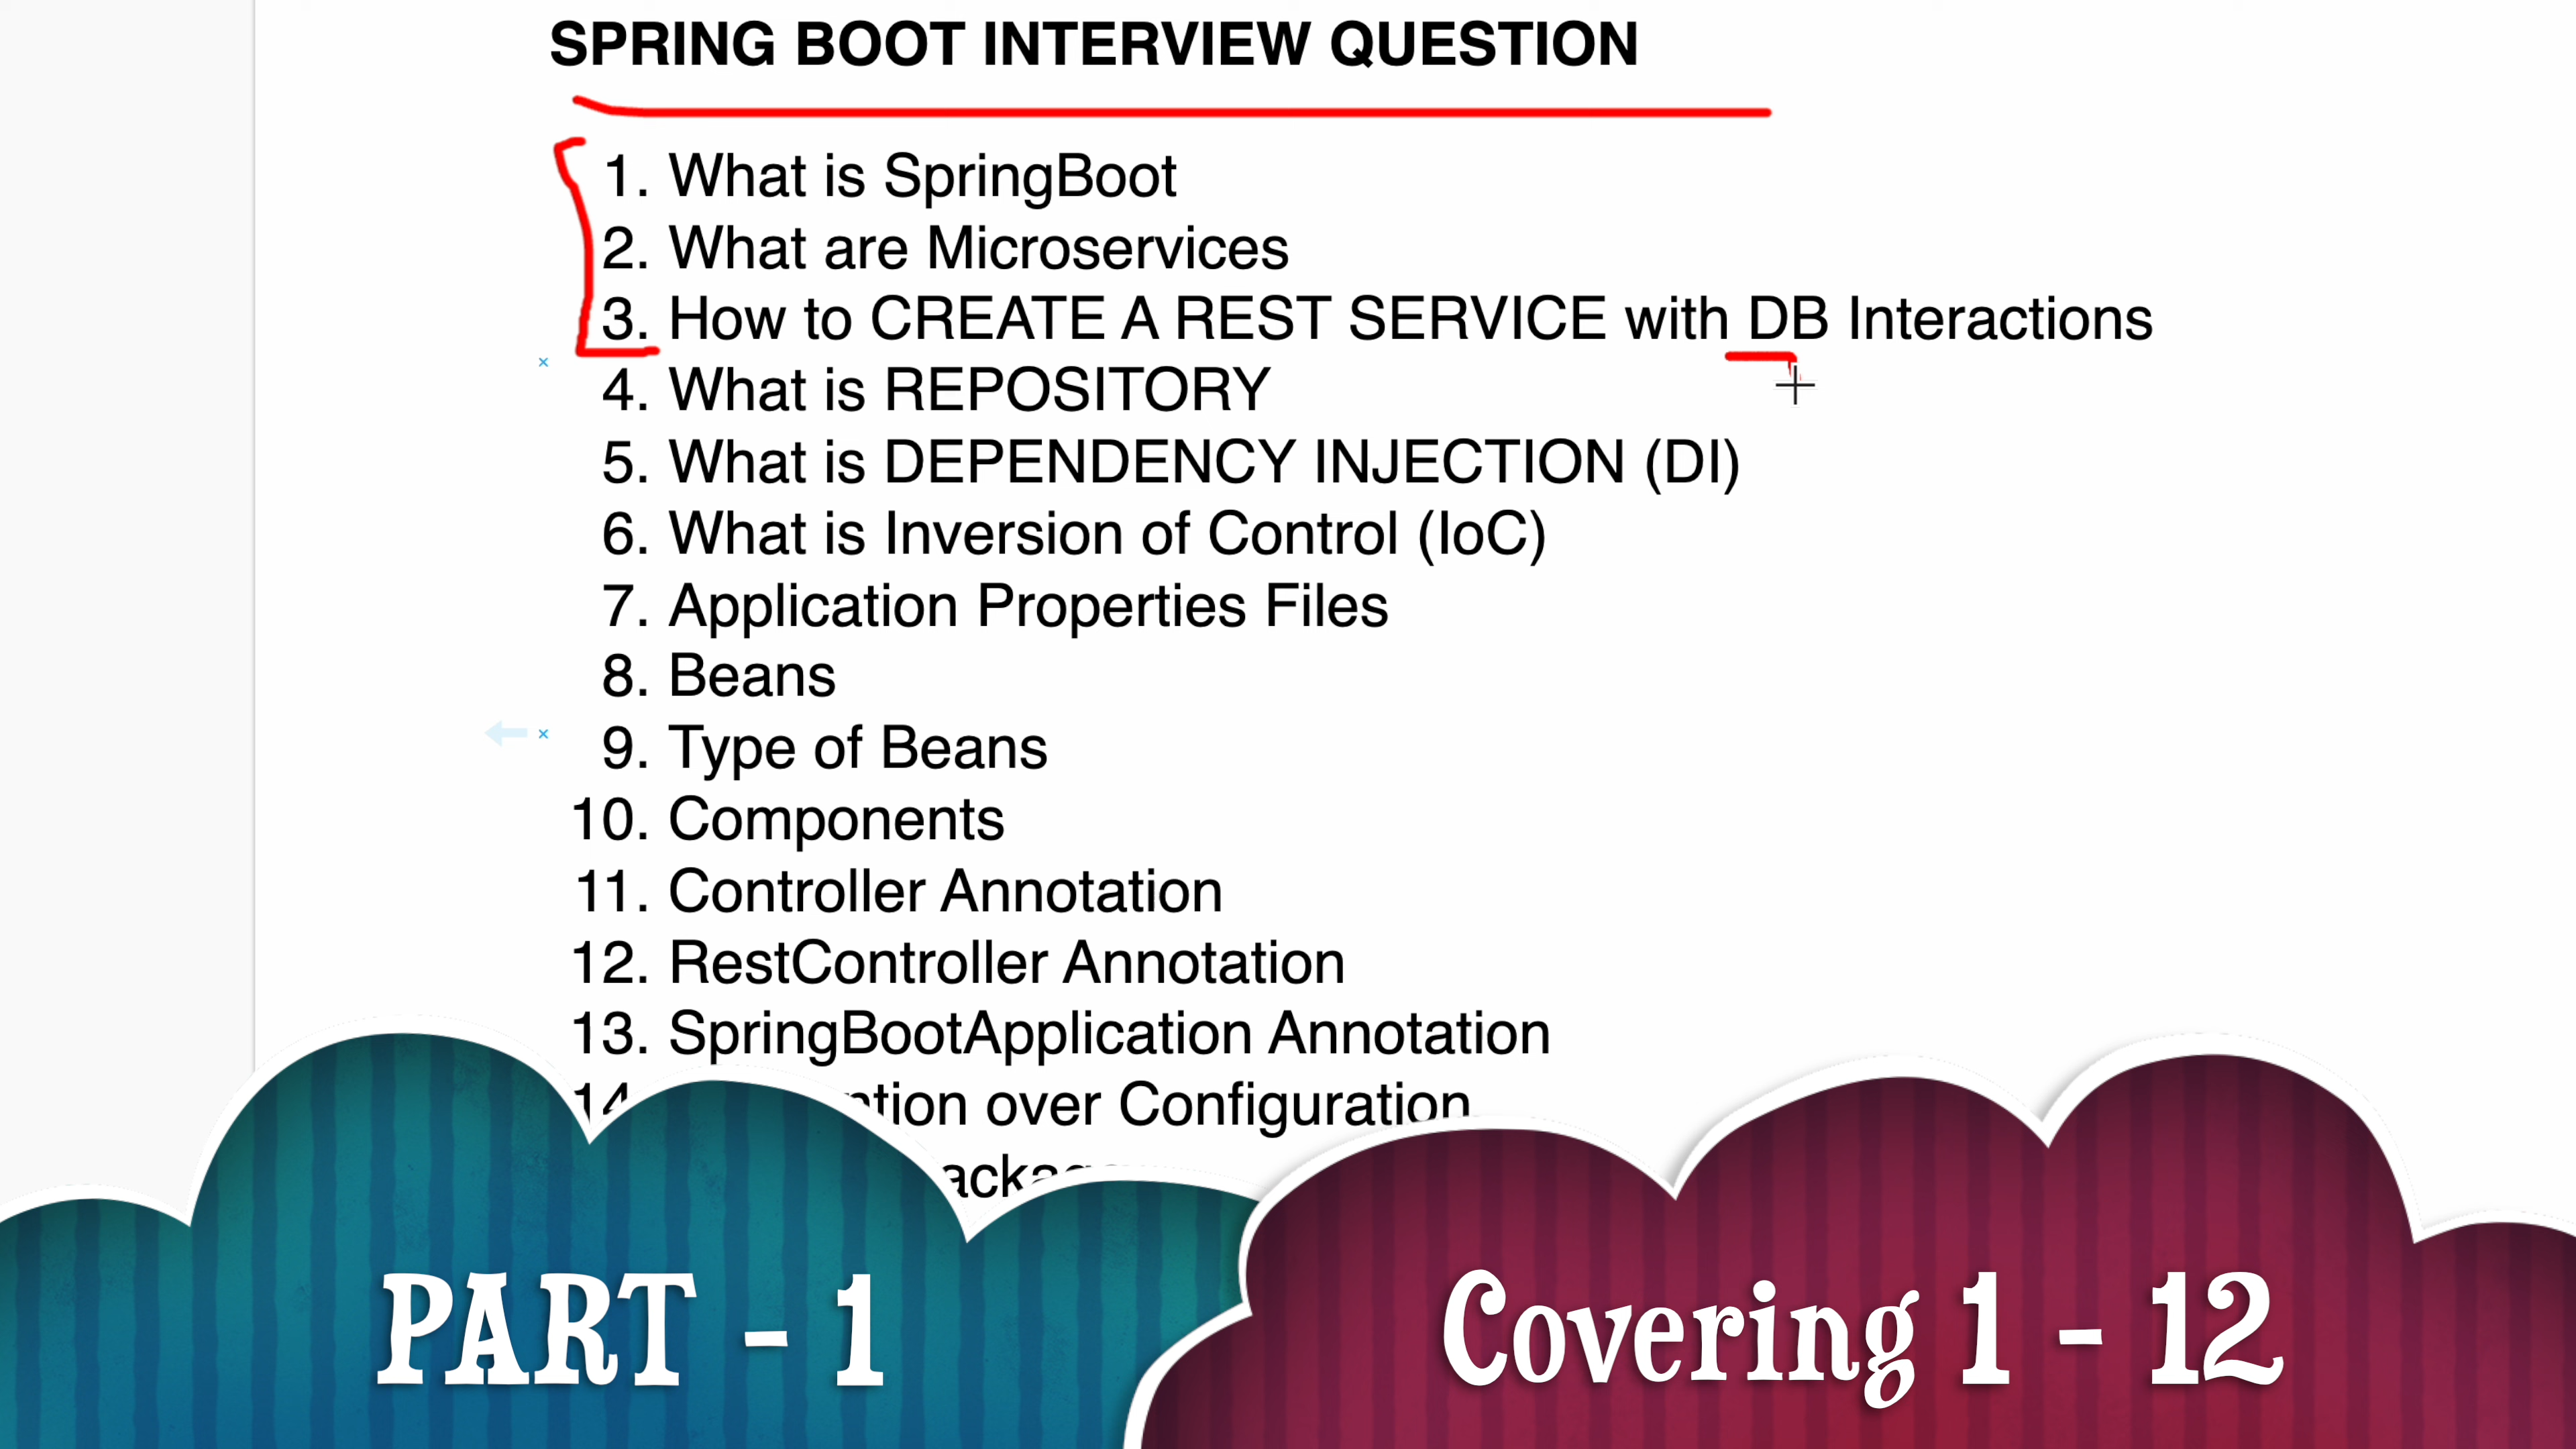 SPRING BOOT INTERVIEW QUESTION
1. What is SpringBoot
2. What are Microservices
3. How to CREATE A REST SERVICE with DB Interactions
4. What is REPOSITORY
5. What is DEPENDENCY INJECTION (DI)
6. What is Inversion of Control (IoC)
7. Application Properties Files
8. Beans
9. Type of Beans
10. Components
11. Controller Annotation
12. RestController Annotation
13. SpringBootApplication Annotation
14 over Configuration
PART - 1
Covering 1 - 12